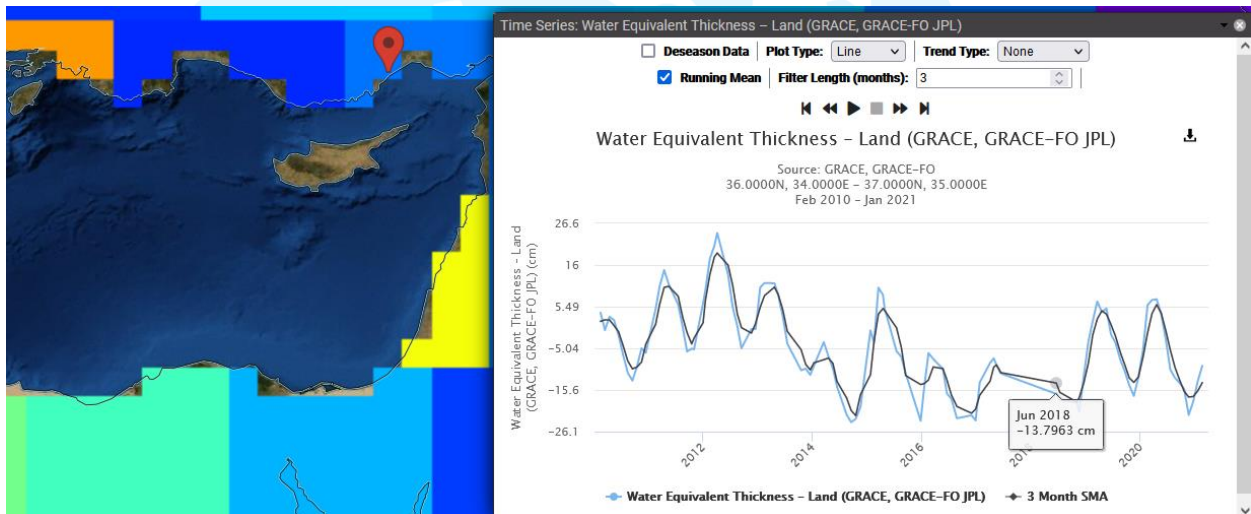 Time Series: Water Equivalent Thickness – Land (GRACE, GRACE-FO JPL)
Deseason Data Plot Type: Line Trend Type: None
Running Mean Filter Length (months): 3
Water Equivalent Thickness – Land (GRACE, GRACE-FO JPL)
Source: GRACE, GRACE-FO
36.0000N, 34.0000E – 37.0000N, 35.0000E
Feb 2010 – Jan 2021
Water Equivalent Thickness – Land
(GRACE, GRACE-FO JPL) (cm)
26.6
16
5.49
-5.04
-15.6
-26.1
Jun 2018
-13.7963 cm
2012 2014 2016 2018 2020
Water Equivalent Thickness – Land (GRACE, GRACE-FO JPL) 3 Month SMA